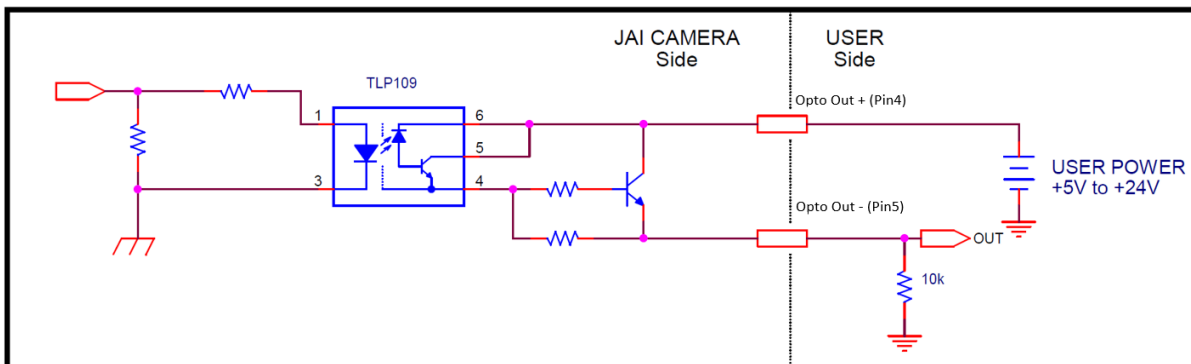 JAI CAMERA
Side
USER
Side
TLP109
Opto Out + (Pin4)
1
6
5
3
4
USER POWER
+5V to +24V
Opto Out - (Pin5)
OUT
10k